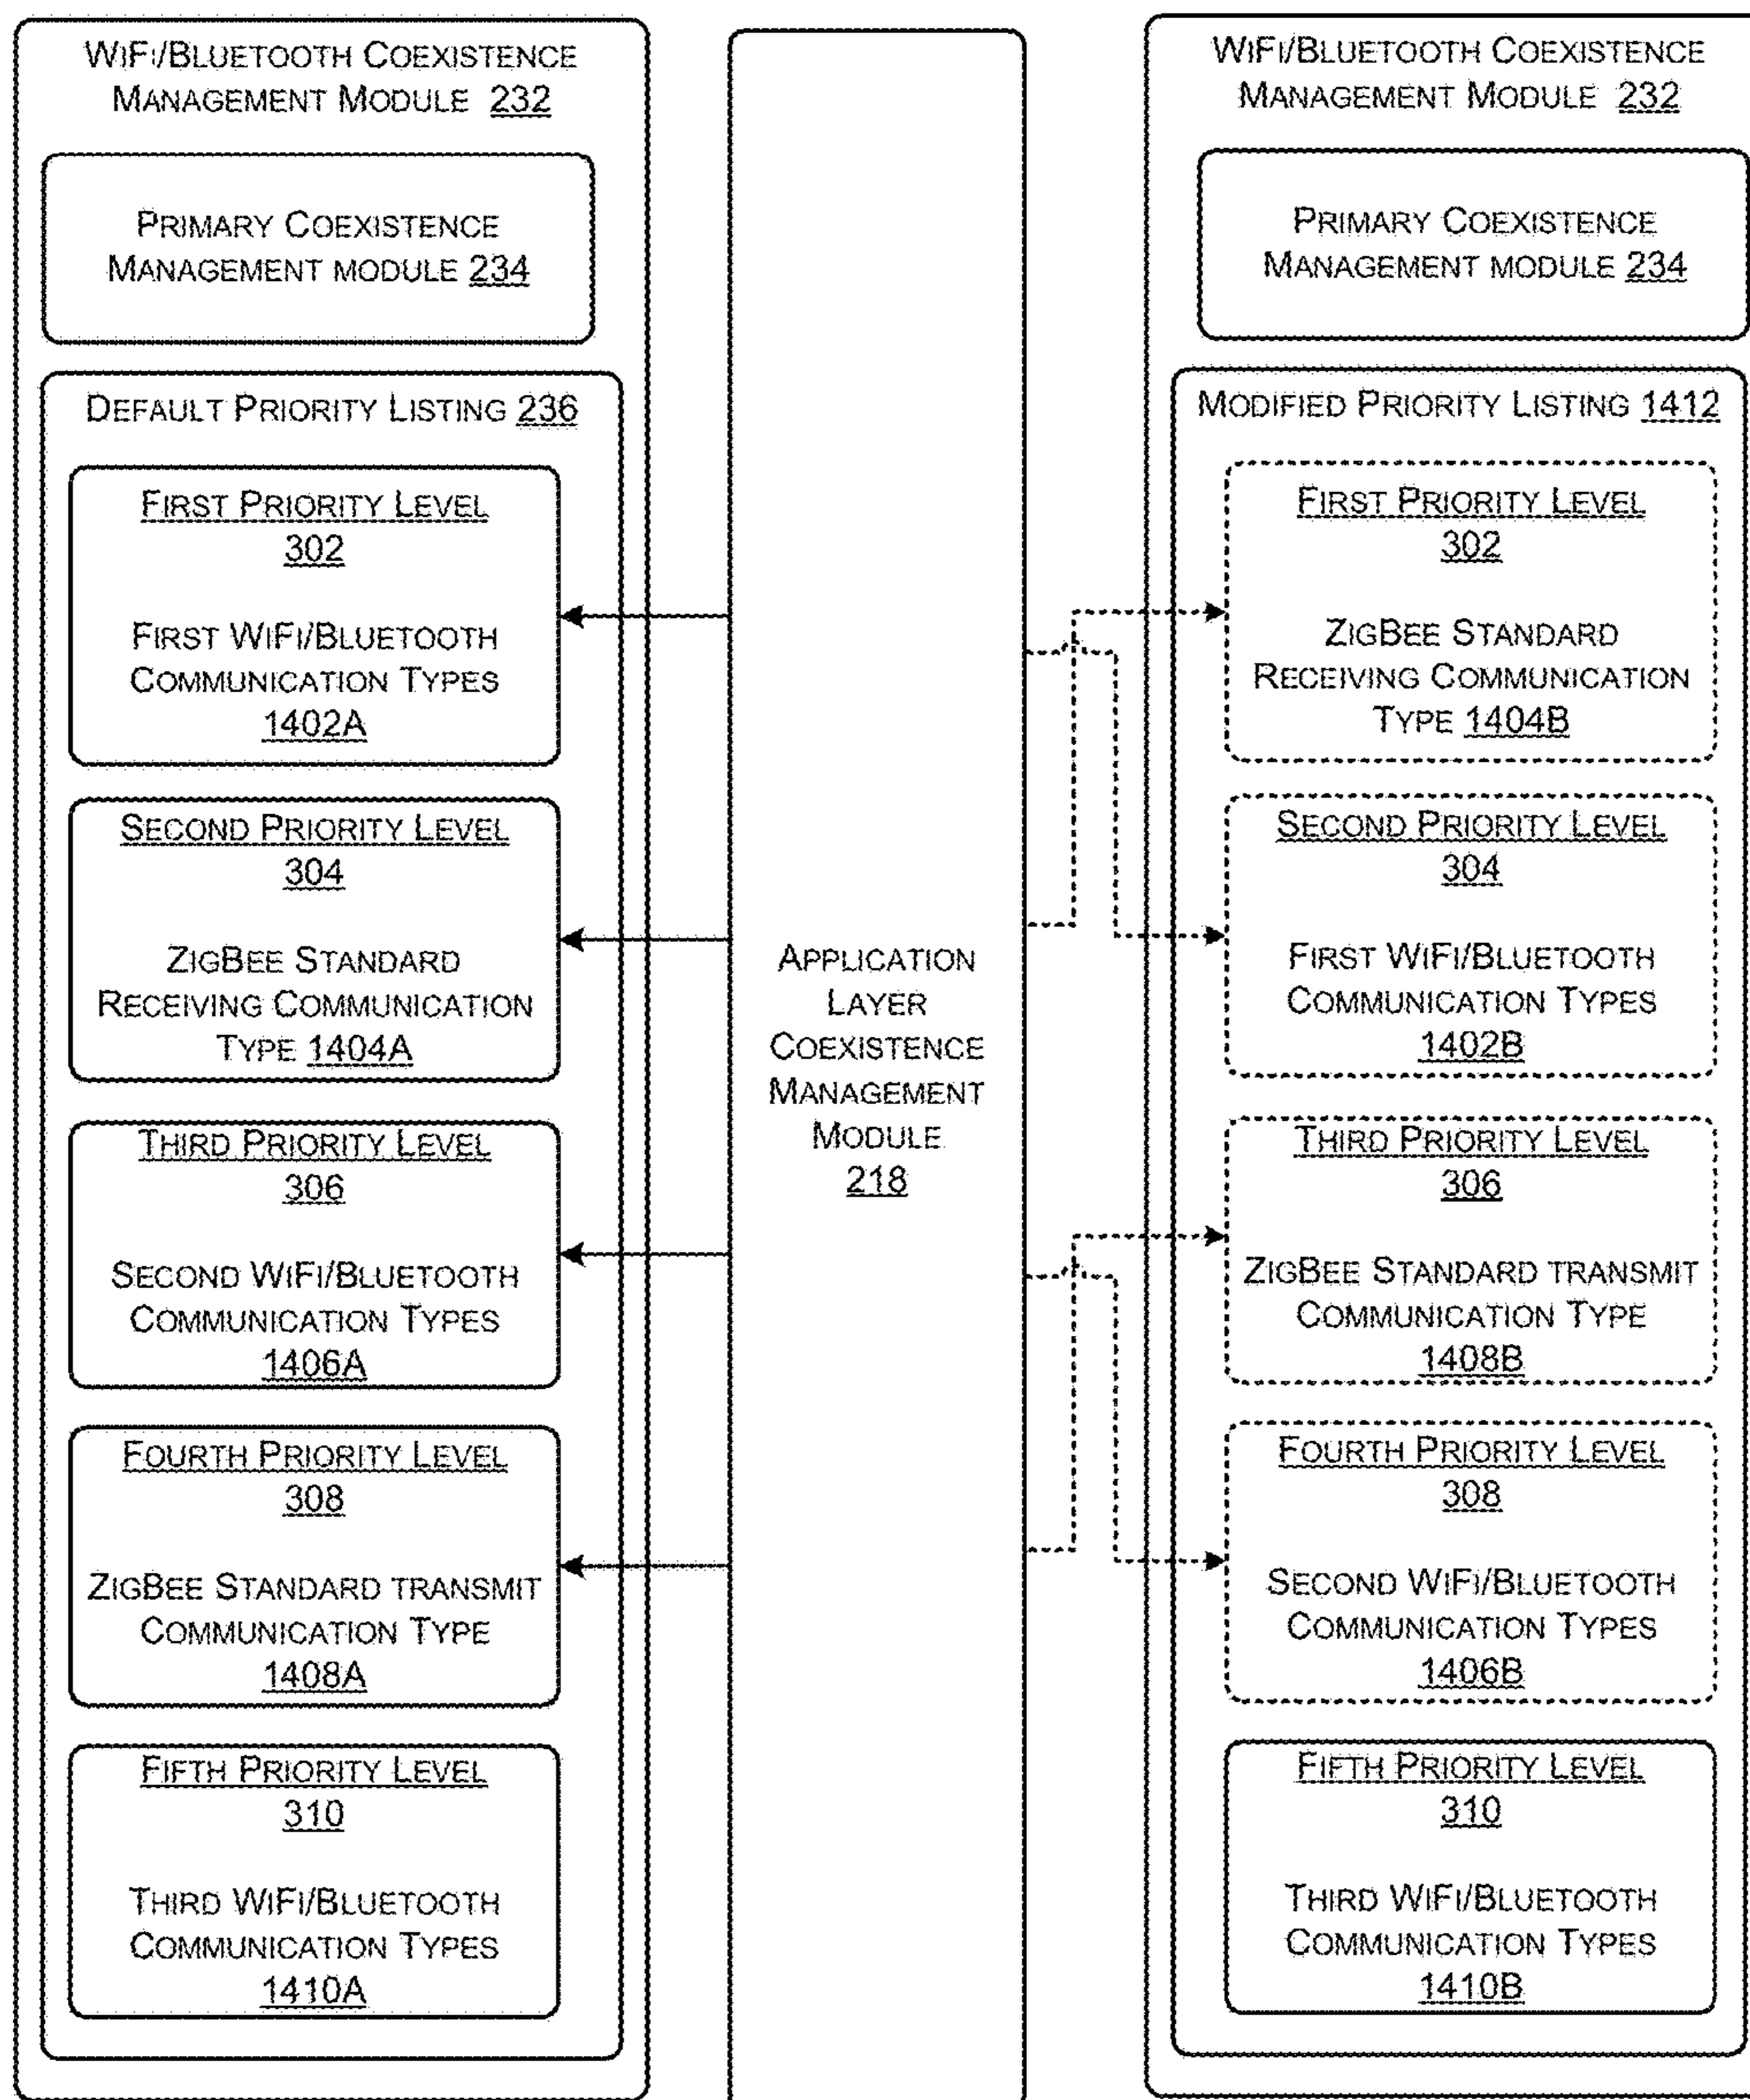 WIFI/BLUETOOTH COEXISTENCE
MANAGEMENT MODULE 232
PRIMARY COEXISTENCE
MANAGEMENT MODULE 234
DEFAULT PRIORITY LISTING 236
FIRST PRIORITY LEVEL
302
FIRST WIFI/BLUETOOTH
COMMUNICATION TYPES
1402A
SECOND PRIORITY LEVEL
304
ZIGBEE STANDARD
RECEIVING COMMUNICATION
TYPE 1404A
THIRD PRIORITY LEVEL
306
SECOND WIFI/BLUETOOTH
COMMUNICATION TYPES
1406A
FOURTH PRIORITY LEVEL
308
ZIGBEE STANDARD TRANSMIT
COMMUNICATION TYPE
1408A
FIFTH PRIORITY LEVEL
310
THIRD WIFI/BLUETOOTH
COMMUNICATION TYPES
1410A
APPLICATION
LAYER
COEXISTENCE
MANAGEMENT
MODULE
218
WIFI/BLUETOOTH COEXISTENCE
MANAGEMENT MODULE 232
PRIMARY COEXISTENCE
MANAGEMENT MODULE 234
MODIFIED PRIORITY LISTING 1412
FIRST PRIORITY LEVEL
302
ZIGBEE STANDARD
RECEIVING COMMUNICATION
TYPE 1404B
SECOND PRIORITY LEVEL
304
FIRST WIFI/BLUETOOTH
COMMUNICATION TYPES
1402B
THIRD PRIORITY LEVEL
306
ZIGBEE STANDARD TRANSMIT
COMMUNICATION TYPE
1408B
FOURTH PRIORITY LEVEL
308
SECOND WIFI/BLUETOOTH
COMMUNICATION TYPES
1406B
FIFTH PRIORITY LEVEL
310
THIRD WIFI/BLUETOOTH
COMMUNICATION TYPES
1410B